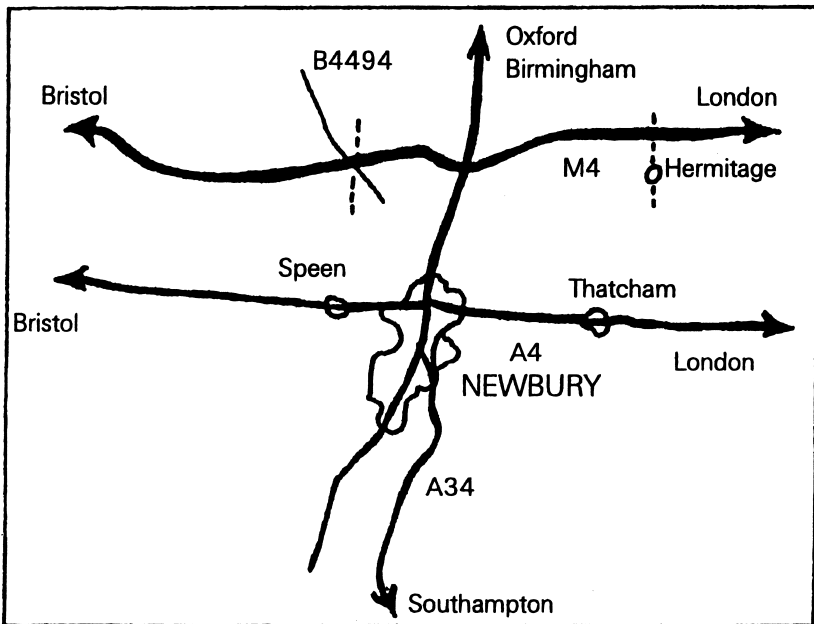 Oxford
Birmingham
B4494
Bristol
London
M4
Hermitage
Speen
Thatcham
Bristol
A4
London
NEWBURY
A34
Southampton